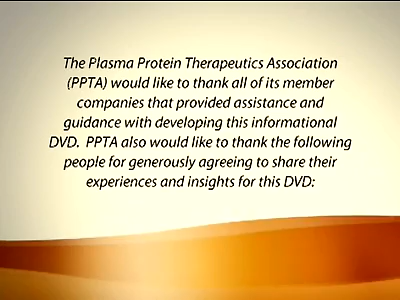 The Plasma Protein Therapeutics Association
(PPTA) would like to thank all of its member
companies that provided assistance and
guidance with developing this informational
DVD.  PPTA also would like to thank the following
people for generously agreeing to share their
experiences and insights for this DVD: